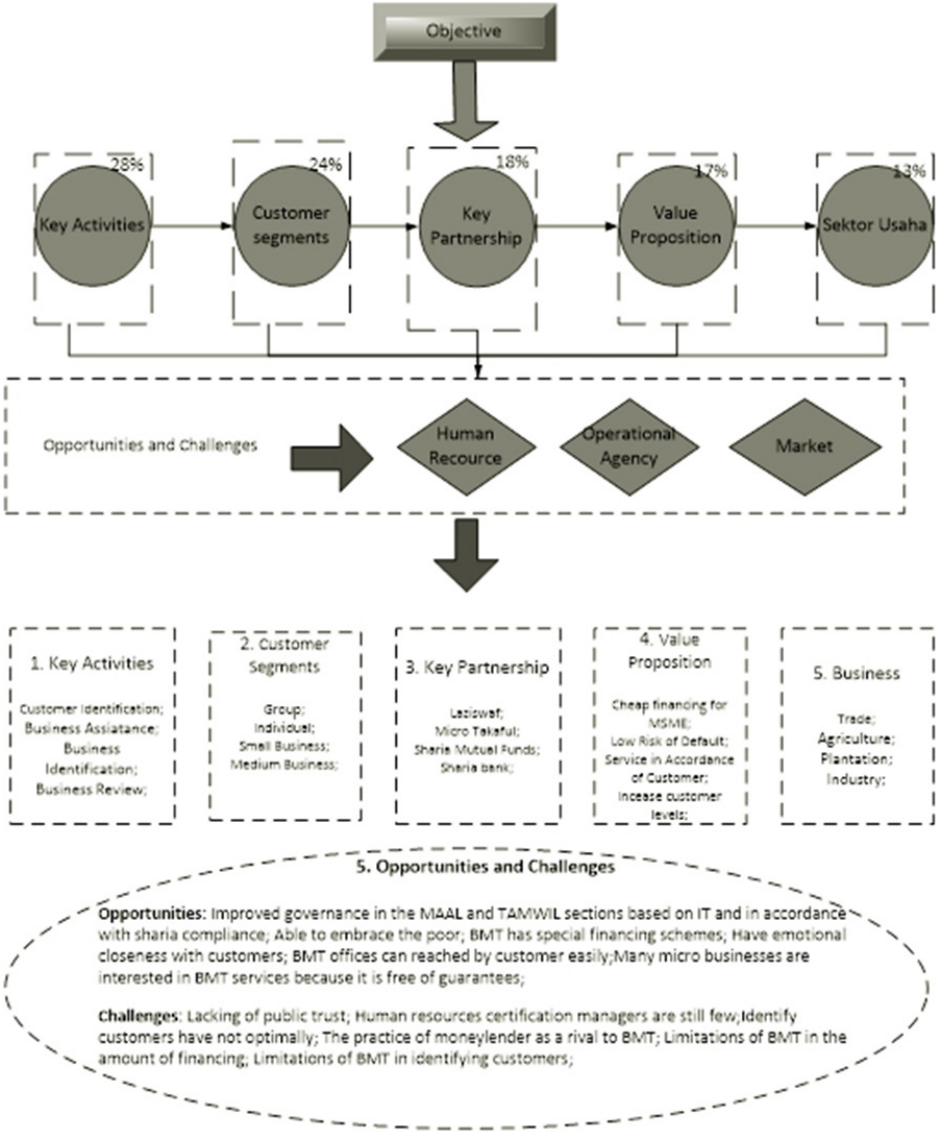 Objective
28%
Key Activities
24%
Customer
segments
18%
Key
Partnership
17%
Value
Proposition
13%
Sektor Usaha
Opportunities and Challenges
Human
Recource
Operational
Agency
Market
1. Key Activities
Customer Identification;
Business Assiatance;
Business
Identification;
Business Review;
2. Customer
Segments
Group;
Individual;
Small Business;
Medium Business;
3. Key Partnership
Laziswaf;
Micro Takaful;
Sharia Mutual Funds;
Sharia bank;
4. Value
Proposition
Cheap financing for
MSME;
Low Risk of Default;
Service in Accordance
of Customer;
Incease customer
levels;
5. Business
Trade;
Agriculture;
Plantation;
Industry;
5. Opportunities and Challenges
Opportunities: Improved governance in the MAAL and TAMWIL sections based on IT and in accordance
with sharia compliance; Able to embrace the poor; BMT has special financing schemes; Have emotional
closeness with customers; BMT offices can reached by customer easily;Many micro businesses are
interested in BMT services because it is free of guarantees;
Challenges: Lacking of public trust; Human resources certification managers are still few;Identify
customers have not optimally; The practice of moneylender as a rival to BMT; Limitations of BMT in the
amount of financing; Limitations of BMT in identifying customers;